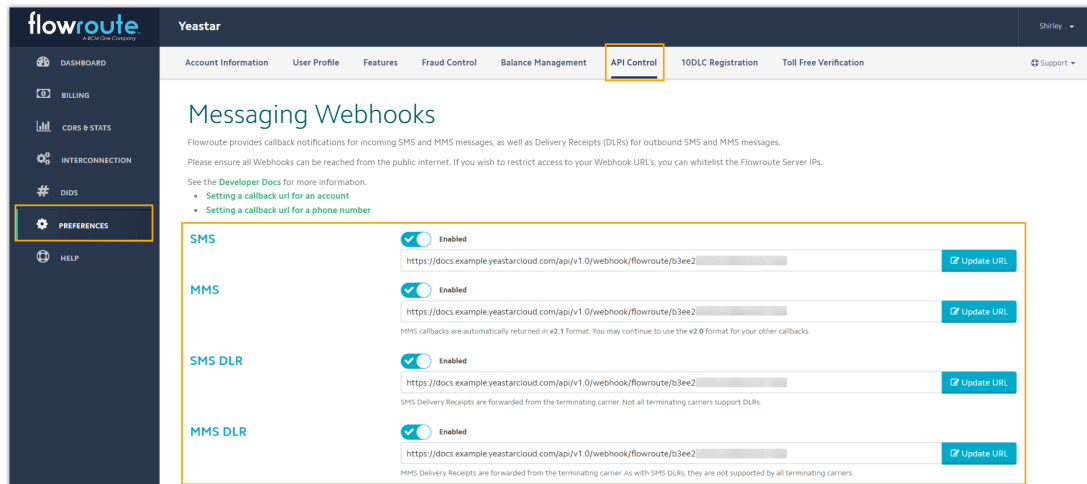 flowroute
A BCM One Company
Yeastar
Shirley
DASHBOARD
BILLING
CDRS & STATS
INTERCONNECTION
DIDS
PREFERENCES
HELP
Account Information User Profile Features Fraud Control Balance Management API Control 10DLC Registration Toll Free Verification Support
Messaging Webhooks
Flowroute provides callback notifications for incoming SMS and MMS messages, as well as Delivery Receipts (DLRs) for outbound SMS and MMS messages.
Please ensure all Webhooks can be reached from the public internet. If you wish to restrict access to your Webhook URL's, you can whitelist the Flowroute Server IPs.
See the Developer Docs for more information.
• Setting a callback url for an account
• Setting a callback url for a phone number
SMS Enabled
https://docs.example.yeastarcloud.com/api/v1.0/webhook/flowroute/b3ee2 Update URL
MMS Enabled
https://docs.example.yeastarcloud.com/api/v1.0/webhook/flowroute/b3ee2 Update URL
MMS callbacks are automatically returned in v2.1 format. You may continue to use the v2.0 format for your other callbacks.
SMS DLR Enabled
https://docs.example.yeastarcloud.com/api/v1.0/webhook/flowroute/b3ee2 Update URL
SMS Delivery Receipts are forwarded from the terminating carrier. Not all terminating carriers support DLRs.
MMS DLR Enabled
https://docs.example.yeastarcloud.com/api/v1.0/webhook/flowroute/b3ee2 Update URL
MMS Delivery Receipts are forwarded from the terminating carrier. As with SMS DLRs, they are not supported by all terminating carriers.